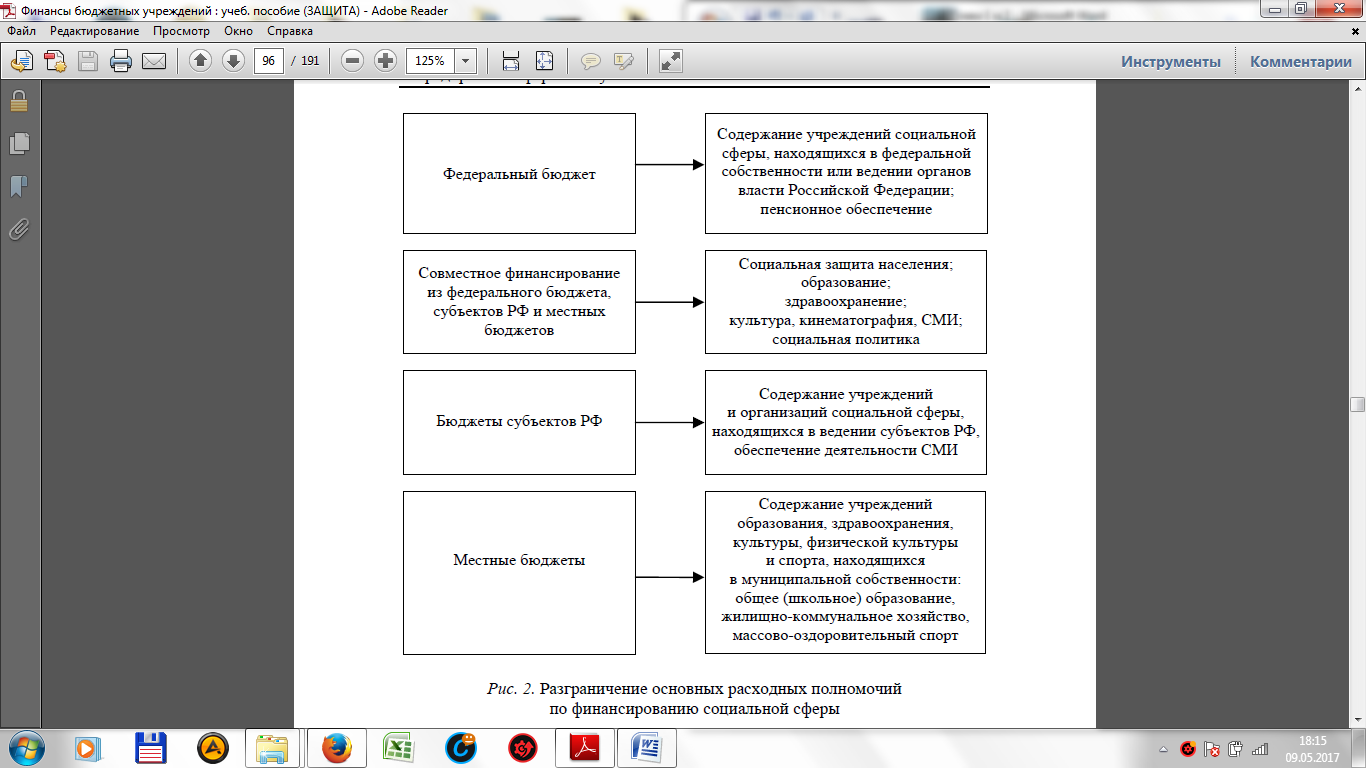 Финансы бюджетных учреждений : учеб. пособие (ЗАЩИТА) - Adobe Reader
Файл Редактирование Просмотр Окно Справка
96 / 191 125% Инструменты Комментарии
Федеральный бюджет
Содержание учреждений социальной
сферы, находящихся в федеральной
собственности или ведении органов
власти Российской Федерации;
пенсионное обеспечение
Совместное финансирование
из федерального бюджета,
субъектов РФ и местных
бюджетов
Социальная защита населения;
образование;
здравоохранение;
культура, кинематография, СМИ;
социальная политика
Бюджеты субъектов РФ
Содержание учреждений
и организаций социальной сферы,
находящихся в ведении субъектов РФ,
обеспечение деятельности СМИ
Местные бюджеты
Содержание учреждений
образования, здравоохранения,
культуры, физической культуры
и спорта, находящихся
в муниципальной собственности:
общее (школьное) образование,
жилищно-коммунальное хозяйство,
массово-оздоровительный спорт
Рис. 2. Разграничение основных расходных полномочий
по финансированию социальной сферы
18:15
09.05.2017